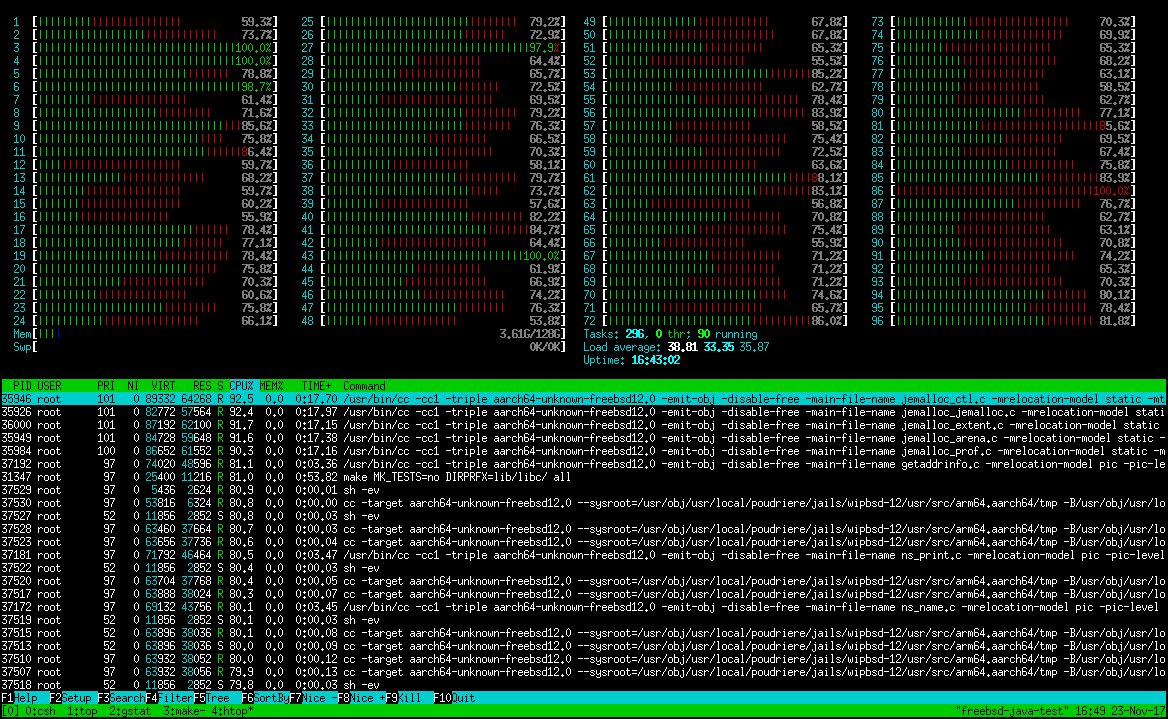 1 [ 59.3%] 25 [ 79.2%] 49 [ 67.8%] 73 [ 70.3%]
2 [ 73.7%] 26 [ 72.9%] 50 [ 67.8%] 74 [ 69.9%]
3 [ 100.0%] 27 [ 97.9%] 51 [ 65.3%] 75 [ 65.3%]
4 [ 100.0%] 28 [ 64.4%] 52 [ 55.5%] 76 [ 68.2%]
5 [ 78.8%] 29 [ 65.7%] 53 [ 85.2%] 77 [ 63.1%]
6 [ 98.7%] 30 [ 72.5%] 54 [ 62.7%] 78 [ 58.5%]
7 [ 61.4%] 31 [ 69.5%] 55 [ 78.4%] 79 [ 62.7%]
8 [ 71.6%] 32 [ 79.2%] 56 [ 83.9%] 80 [ 77.1%]
9 [ 85.6%] 33 [ 76.3%] 57 [ 58.5%] 81 [ 85.6%]
10 [ 75.8%] 34 [ 66.5%] 58 [ 75.4%] 82 [ 69.5%]
11 [ 86.4%] 35 [ 70.3%] 59 [ 72.5%] 83 [ 67.4%]
12 [ 59.7%] 36 [ 58.1%] 60 [ 63.6%] 84 [ 75.8%]
13 [ 68.2%] 37 [ 79.7%] 61 [ 88.1%] 85 [ 83.9%]
14 [ 59.7%] 38 [ 73.7%] 62 [ 83.1%] 86 [ 100.0%]
15 [ 60.2%] 39 [ 57.6%] 63 [ 56.8%] 87 [ 76.7%]
16 [ 55.9%] 40 [ 82.2%] 64 [ 70.8%] 88 [ 62.7%]
17 [ 78.4%] 41 [ 84.7%] 65 [ 75.4%] 89 [ 63.1%]
18 [ 77.1%] 42 [ 64.4%] 66 [ 55.9%] 90 [ 70.8%]
19 [ 78.4%] 43 [ 100.0%] 67 [ 71.2%] 91 [ 64.4%]
20 [ 75.8%] 44 [ 61.9%] 68 [ 71.2%] 92 [ 65.3%]
21 [ 70.3%] 45 [ 66.9%] 69 [ 71.2%] 93 [ 70.3%]
22 [ 60.6%] 46 [ 74.2%] 70 [ 74.6%] 94 [ 80.1%]
23 [ 75.8%] 47 [ 76.3%] 71 [ 65.7%] 95 [ 78.4%]
24 [ 66.1%] 48 [ 53.8%] 72 [ 86.0%] 96 [ 81.8%]
Mem[ 3.61G/128G] Tasks: 296, 0 thr; 90 running
Swp[ 0K/0K] Load average: 38.81 33.35 35.87
Uptime: 16:43:02
PID USER PRI NI VIRT RES S CPU% MEM% TIME+ Command
35946 root 101 0 89332 64268 R 92.5 0.0 0:17.70 /usr/bin/cc -cc1 -triple aarch64-unknown-freebsd12.0 -emit-obj -disable-free -main-file-name jemalloc_ctl.c -mrelocation-model static -mt
35926 root 101 0 82772 57564 R 92.4 0.0 0:17.97 /usr/bin/cc -cc1 -triple aarch64-unknown-freebsd12.0 -emit-obj -disable-free -main-file-name jemalloc_jemalloc.c -mrelocation-model stati
36000 root 101 0 87192 62100 R 91.7 0.0 0:17.15 /usr/bin/cc -cc1 -triple aarch64-unknown-freebsd12.0 -emit-obj -disable-free -main-file-name jemalloc_extent.c -mrelocation-model static
35949 root 101 0 84728 59648 R 91.6 0.0 0:17.38 /usr/bin/cc -cc1 -triple aarch64-unknown-freebsd12.0 -emit-obj -disable-free -main-file-name jemalloc_arena.c -mrelocation-model static -
35984 root 100 0 86652 61552 R 90.3 0.0 0:17.16 /usr/bin/cc -cc1 -triple aarch64-unknown-freebsd12.0 -emit-obj -disable-free -main-file-name jemalloc_prof.c -mrelocation-model static -m
37192 root 97 0 74020 48596 R 81.1 0.0 0:03.36 /usr/bin/cc -cc1 -triple aarch64-unknown-freebsd12.0 -emit-obj -disable-free -main-file-name getaddrinfo.c -mrelocation-model pic -pic-le
31347 root 97 0 25400 11216 R 81.0 0.0 0:53.82 make MK_TESTS=no DIRPRFX=lib/libc/ all
37529 root 97 0 5436 2624 R 80.9 0.0 0:00.01 sh -ev
37530 root 97 0 53816 6324 R 80.8 0.0 0:00.00 cc -target aarch64-unknown-freebsd12.0 --sysroot=/usr/obj/usr/local/poudriere/jails/wipbsd-12/usr/src/arm64.aarch64/tmp -B/usr/obj/usr/lo
37527 root 52 0 11856 2852 S 80.8 0.0 0:00.03 sh -ev
37528 root 97 0 63460 37664 R 80.7 0.0 0:00.03 cc -target aarch64-unknown-freebsd12.0 --sysroot=/usr/obj/usr/local/poudriere/jails/wipbsd-12/usr/src/arm64.aarch64/tmp -B/usr/obj/usr/lo
37523 root 97 0 63656 37736 R 80.6 0.0 0:00.04 cc -target aarch64-unknown-freebsd12.0 --sysroot=/usr/obj/usr/local/poudriere/jails/wipbsd-12/usr/src/arm64.aarch64/tmp -B/usr/obj/usr/lo
37181 root 97 0 71792 46464 R 80.5 0.0 0:03.47 /usr/bin/cc -cc1 -triple aarch64-unknown-freebsd12.0 -emit-obj -disable-free -main-file-name ns_print.c -mrelocation-model pic -pic-level
37522 root 52 0 11856 2852 S 80.4 0.0 0:00.03 sh -ev
37520 root 97 0 63704 37768 R 80.4 0.0 0:00.05 cc -target aarch64-unknown-freebsd12.0 --sysroot=/usr/obj/usr/local/poudriere/jails/wipbsd-12/usr/src/arm64.aarch64/tmp -B/usr/obj/usr/lo
37517 root 97 0 63888 38024 R 80.3 0.0 0:00.07 cc -target aarch64-unknown-freebsd12.0 --sysroot=/usr/obj/usr/local/poudriere/jails/wipbsd-12/usr/src/arm64.aarch64/tmp -B/usr/obj/usr/lo
37172 root 97 0 69132 43756 R 80.1 0.0 0:03.45 /usr/bin/cc -cc1 -triple aarch64-unknown-freebsd12.0 -emit-obj -disable-free -main-file-name ns_name.c -mrelocation-model pic -pic-level
37519 root 52 0 11856 2852 S 80.1 0.0 0:00.03 sh -ev
37515 root 52 0 63896 38036 R 80.1 0.0 0:00.08 cc -target aarch64-unknown-freebsd12.0 --sysroot=/usr/obj/usr/local/poudriere/jails/wipbsd-12/usr/src/arm64.aarch64/tmp -B/usr/obj/usr/lo
37513 root 52 0 63896 38036 S 80.0 0.0 0:00.09 cc -target aarch64-unknown-freebsd12.0 --sysroot=/usr/obj/usr/local/poudriere/jails/wipbsd-12/usr/src/arm64.aarch64/tmp -B/usr/obj/usr/lo
37510 root 97 0 63932 38052 R 80.0 0.0 0:00.12 cc -target aarch64-unknown-freebsd12.0 --sysroot=/usr/obj/usr/local/poudriere/jails/wipbsd-12/usr/src/arm64.aarch64/tmp -B/usr/obj/usr/lo
37507 root 97 0 63932 38056 R 79.9 0.0 0:00.13 cc -target aarch64-unknown-freebsd12.0 --sysroot=/usr/obj/usr/local/poudriere/jails/wipbsd-12/usr/src/arm64.aarch64/tmp -B/usr/obj/usr/lo
37518 root 52 0 11856 2852 S 79.8 0.0 0:00.03 sh -ev
F1Help F2Setup F3SearchF4FilterF5Tree F6SortByF7Nice -F8Nice +F9Kill F10Quit
[0] 0:csh 1:top 2:gstat 3:make- 4:htop* "freebsd-java-test" 16:49 23-Nov-17